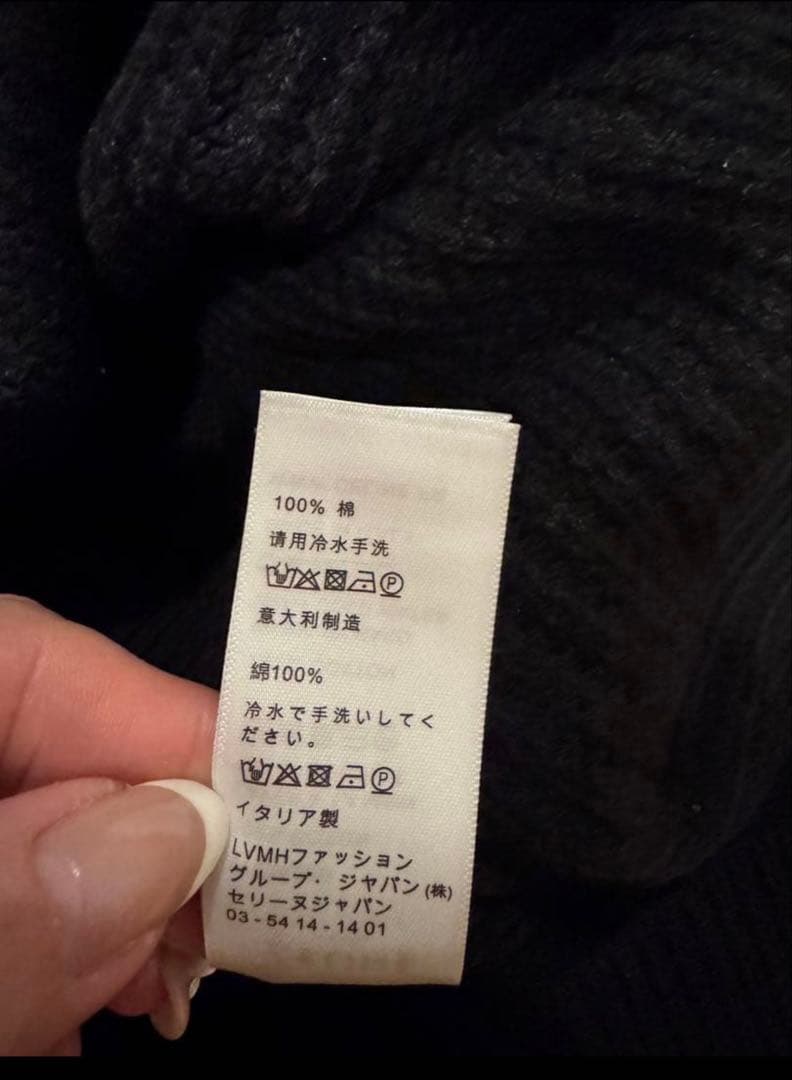 100% 棉
请用冷水手洗
P
意大利制造
綿100%
冷水で手洗いしてく
ださい。
P
イタリア製
LVMHファッション
グループ・ ジャパン (株)
セリーヌジャパン
03-5414-1401